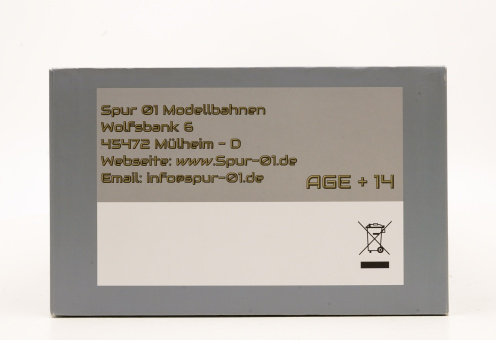 Spur 01 Modellbahnen
Wolfsbank 6
45472 Mülheim - D
Webseite: www.Spur-01.de
Email: info@spur-01.de
AGE + 14